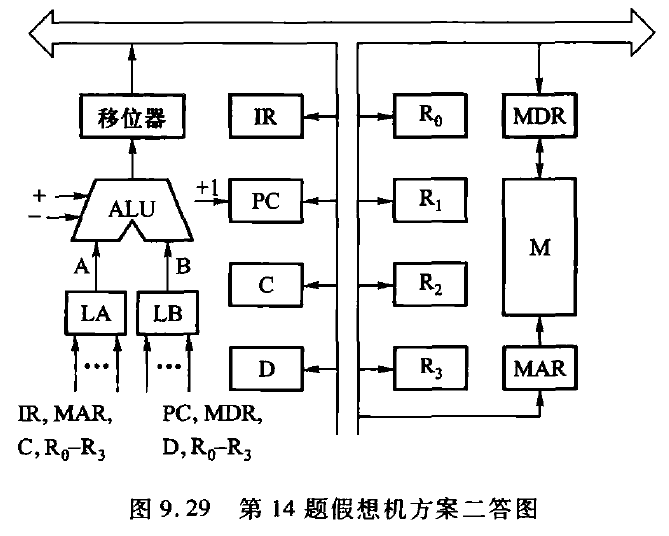 移位器
IR
R₀
MDR
+
−
ALU
+1
PC
R₁
M
A
B
C
R₂
LA
LB
D
R₃
MAR
···
···
IR, MAR,
C, R₀–R₃
PC, MDR,
D, R₀–R₃
图 9.29 第 14 题假想机方案二答图